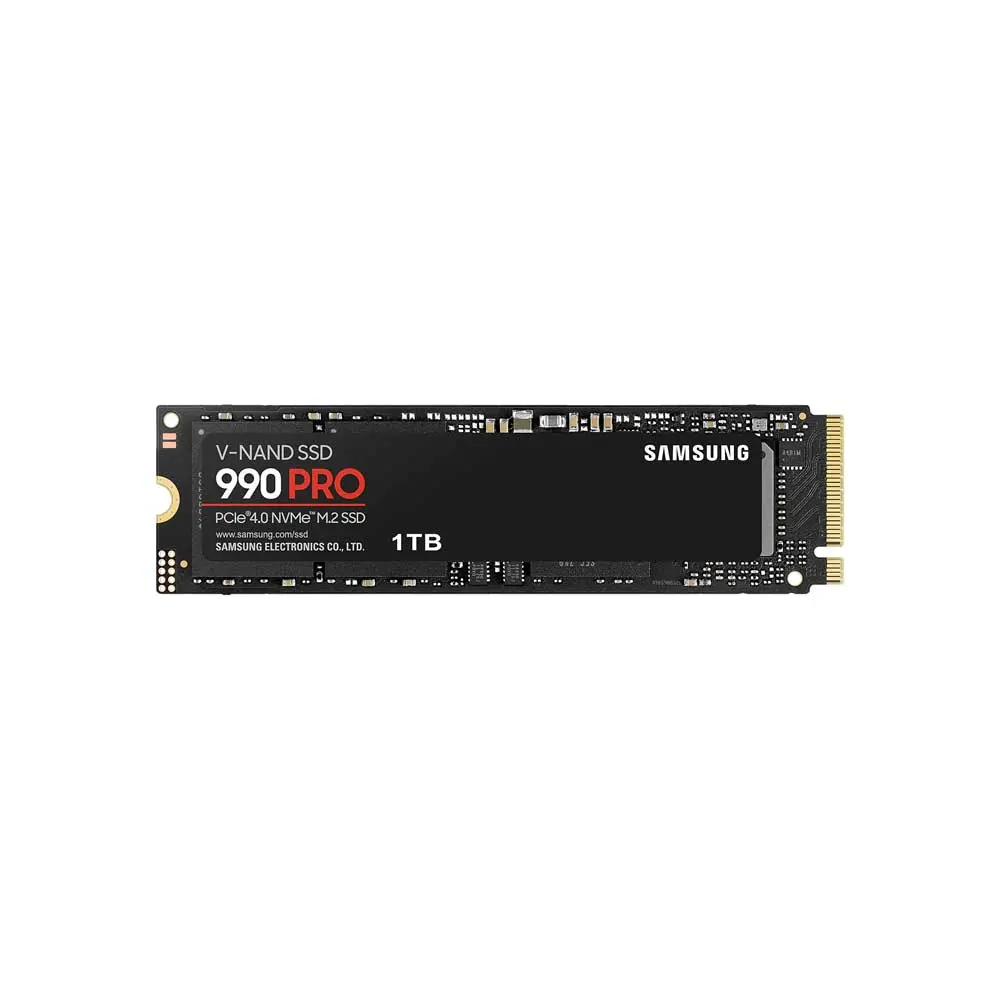 V-NAND SSD
SAMSUNG
990 PRO
PCIe®4.0 NVMe™ M.2 SSD
www.samsung.com/ssd
SAMSUNG ELECTRONICS CO., LTD.
1TB